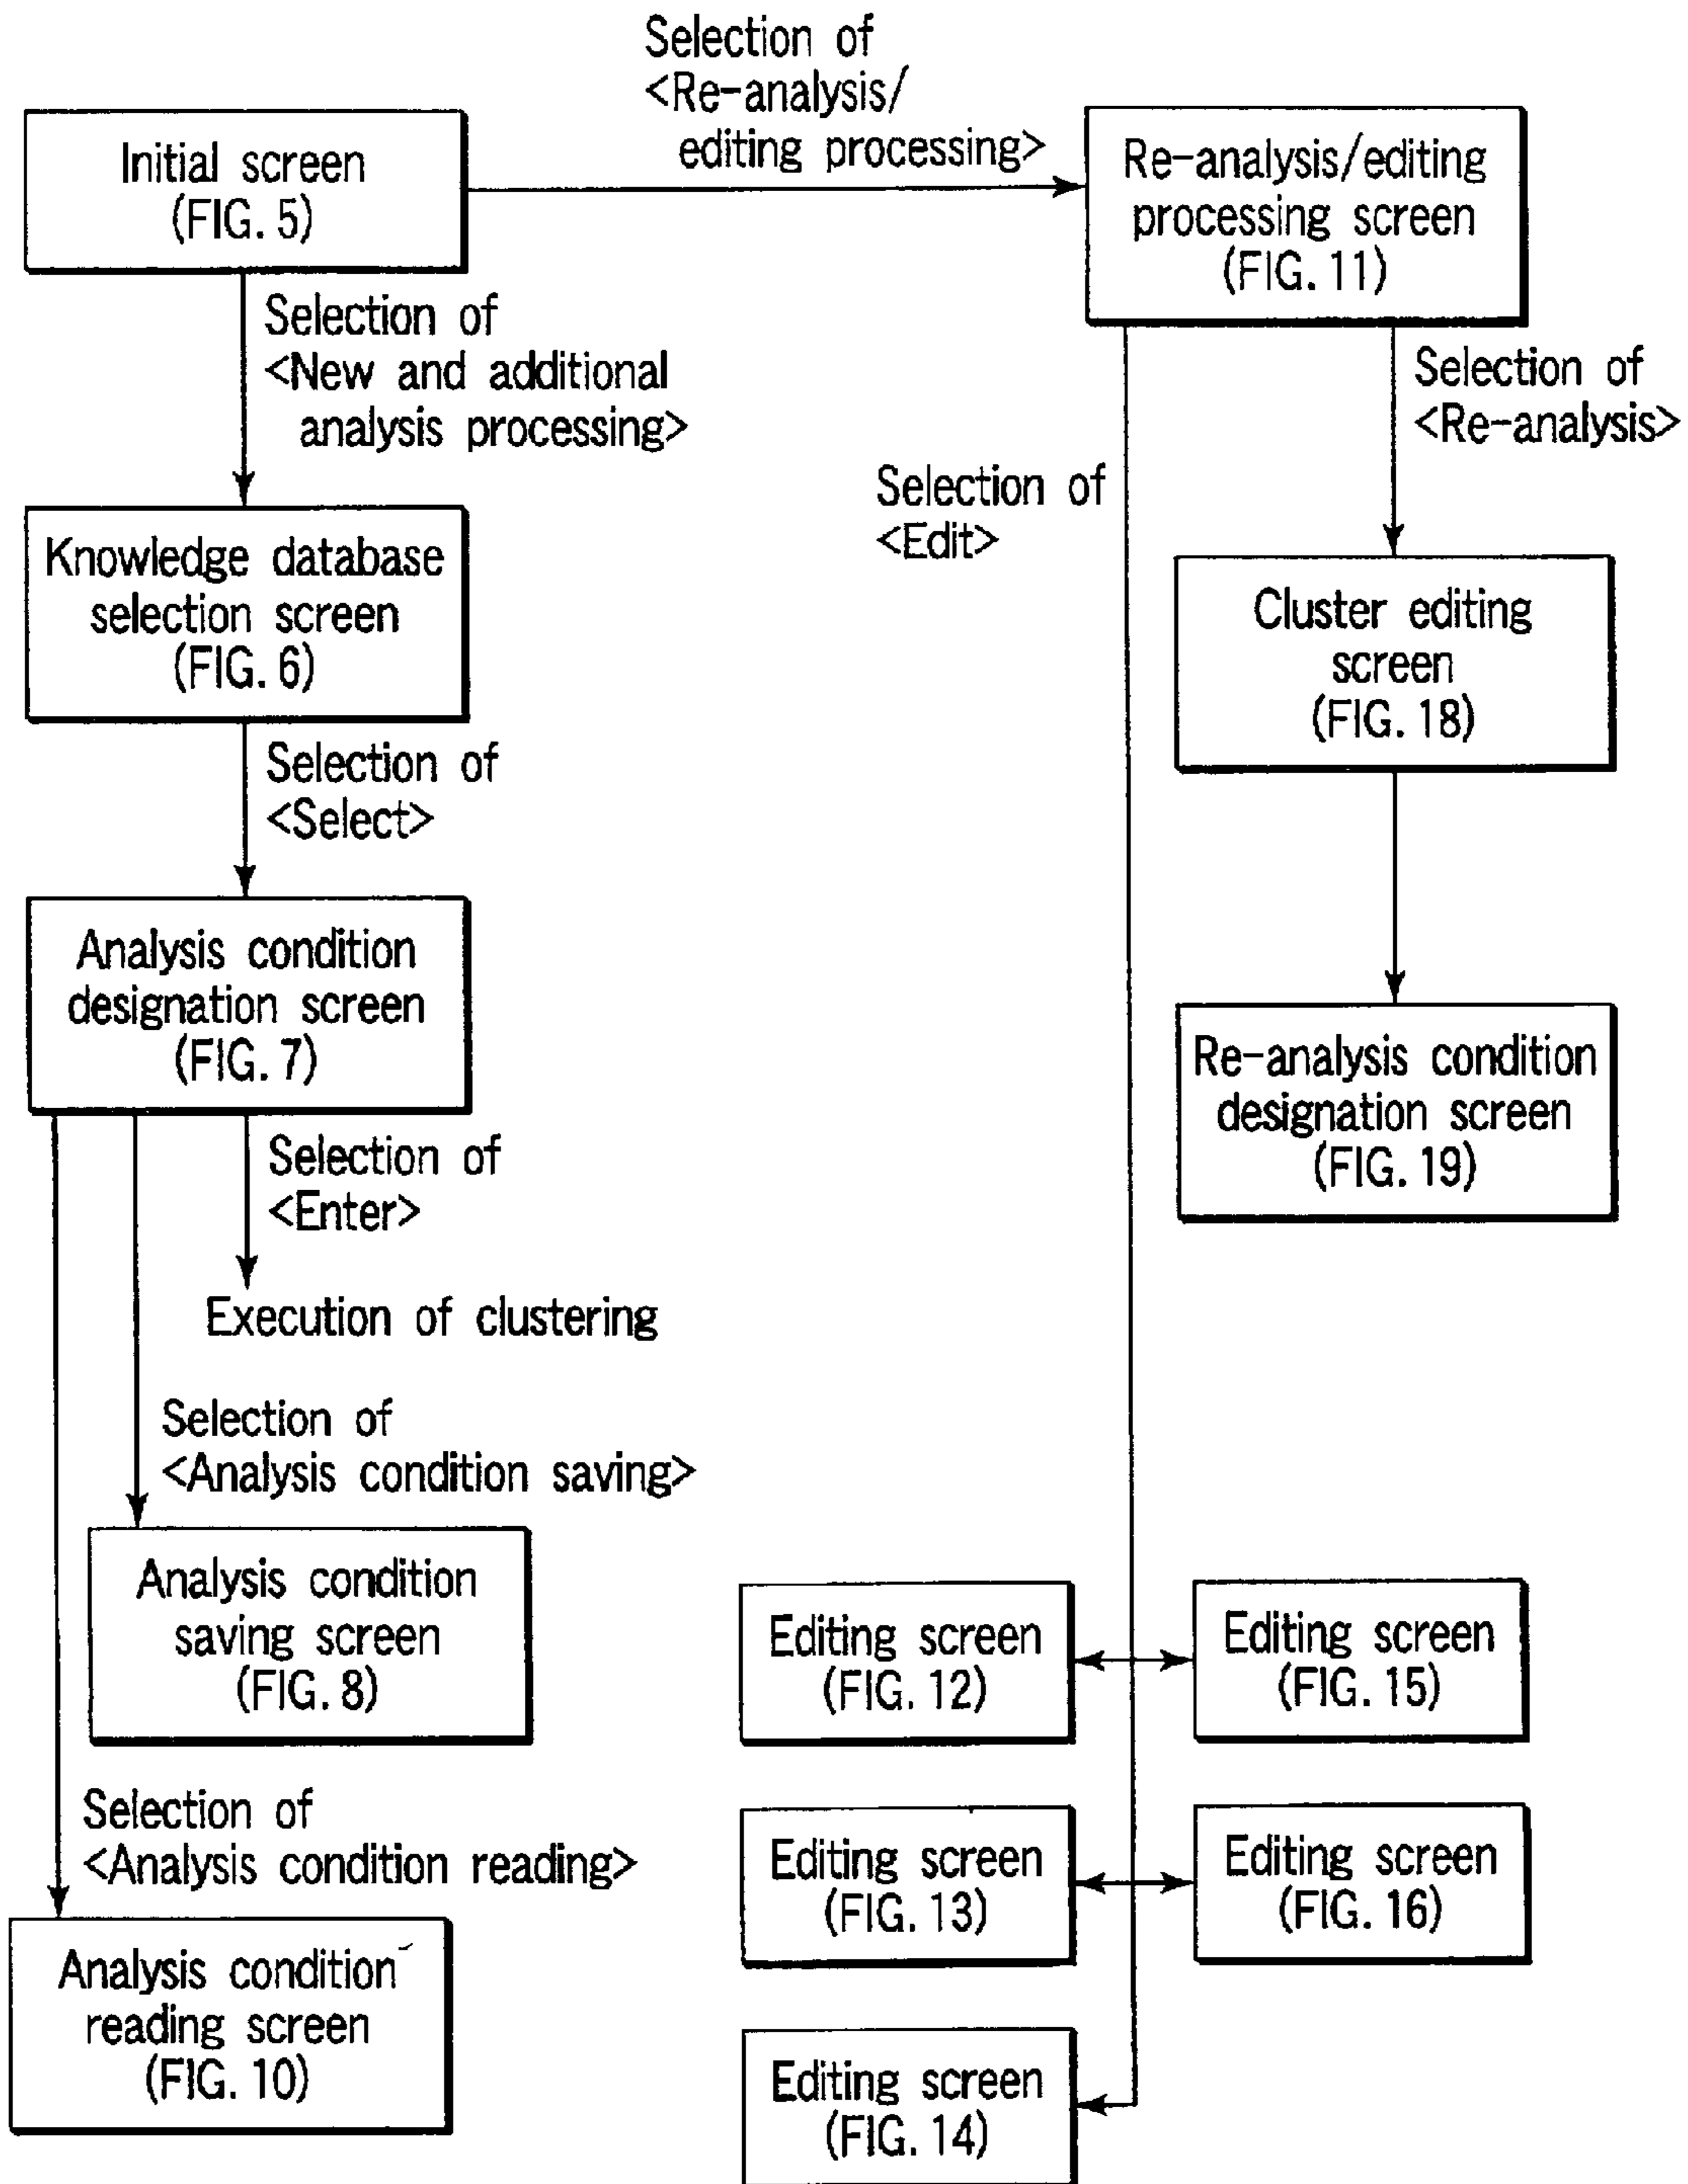 Selection of
<Re-analysis/
editing processing>
Initial screen
(FIG. 5)
Re-analysis/editing
processing screen
(FIG. 11)
Selection of
<New and additional
analysis processing>
Selection of
<Re-analysis>
Selection of
<Edit>
Knowledge database
selection screen
(FIG. 6)
Cluster editing
screen
(FIG. 18)
Selection of
<Select>
Analysis condition
designation screen
(FIG. 7)
Re-analysis condition
designation screen
(FIG. 19)
Selection of
<Enter>
Execution of clustering
Selection of
<Analysis condition saving>
Analysis condition
saving screen
(FIG. 8)
Editing screen
(FIG. 12)
Editing screen
(FIG. 15)
Selection of
<Analysis condition reading>
Editing screen
(FIG. 13)
Editing screen
(FIG. 16)
Analysis condition
reading screen
(FIG. 10)
Editing screen
(FIG. 14)